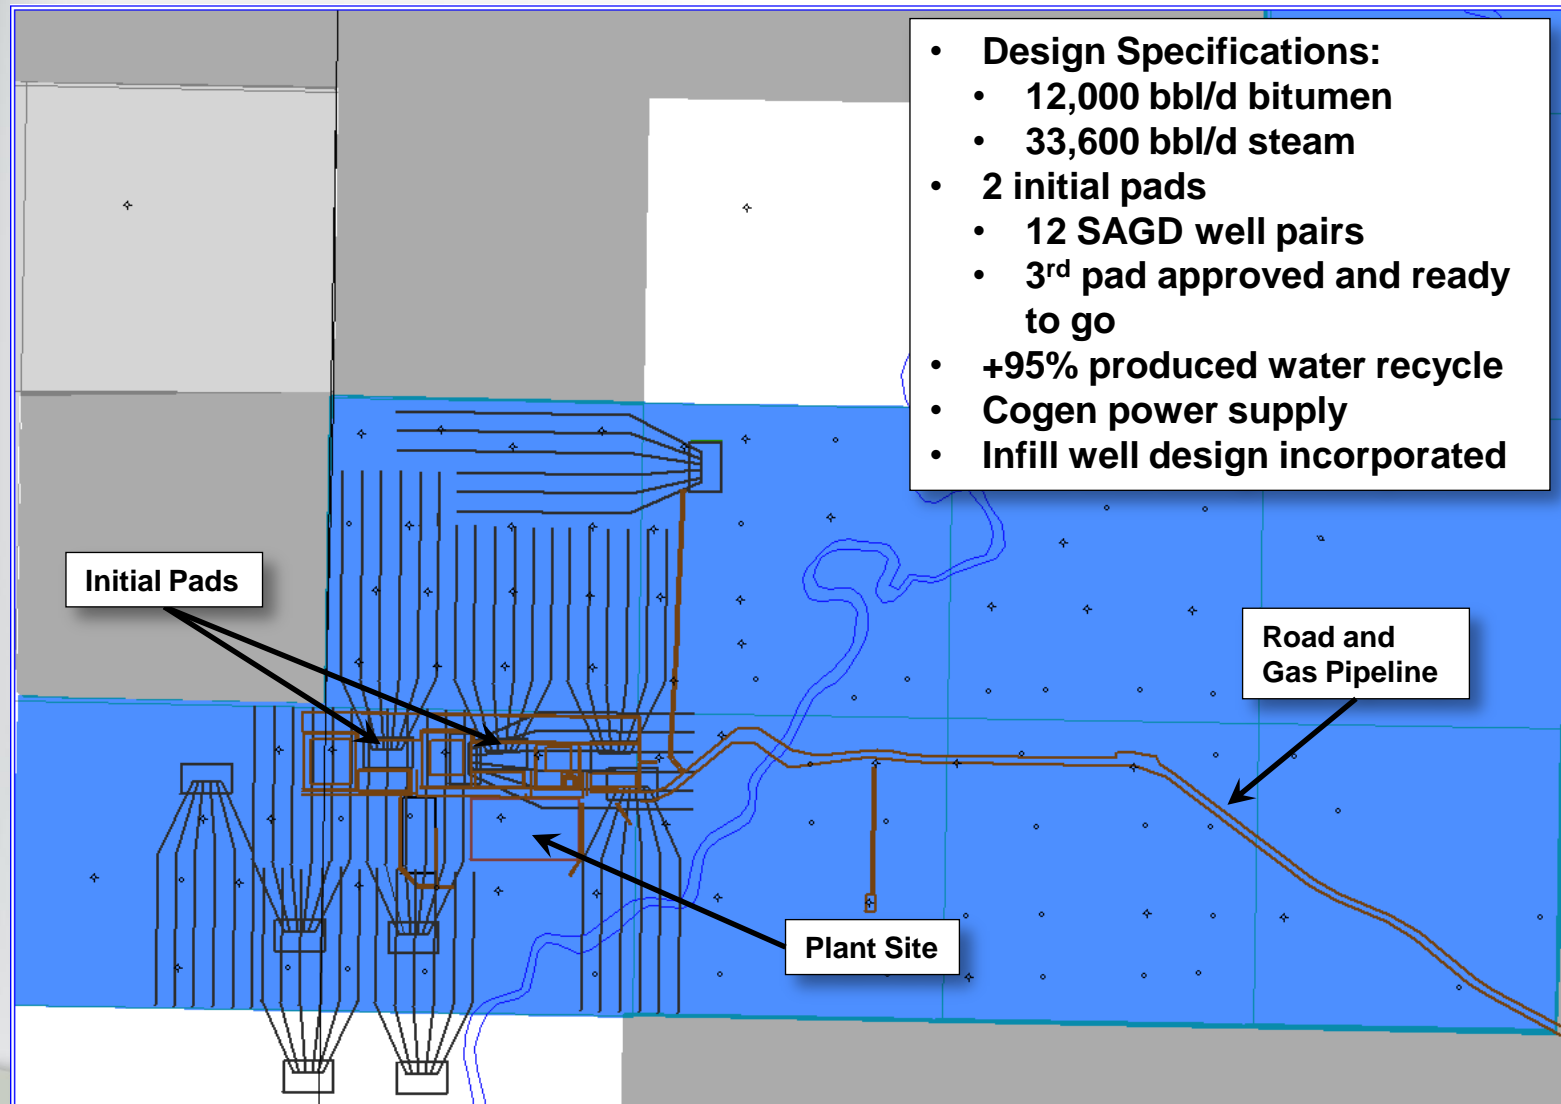 • Design Specifications:
• 12,000 bbl/d bitumen
• 33,600 bbl/d steam
• 2 initial pads
• 12 SAGD well pairs
• 3rd pad approved and ready
to go
• +95% produced water recycle
• Cogen power supply
• Infill well design incorporated
Initial Pads
Road and
Gas Pipeline
Plant Site